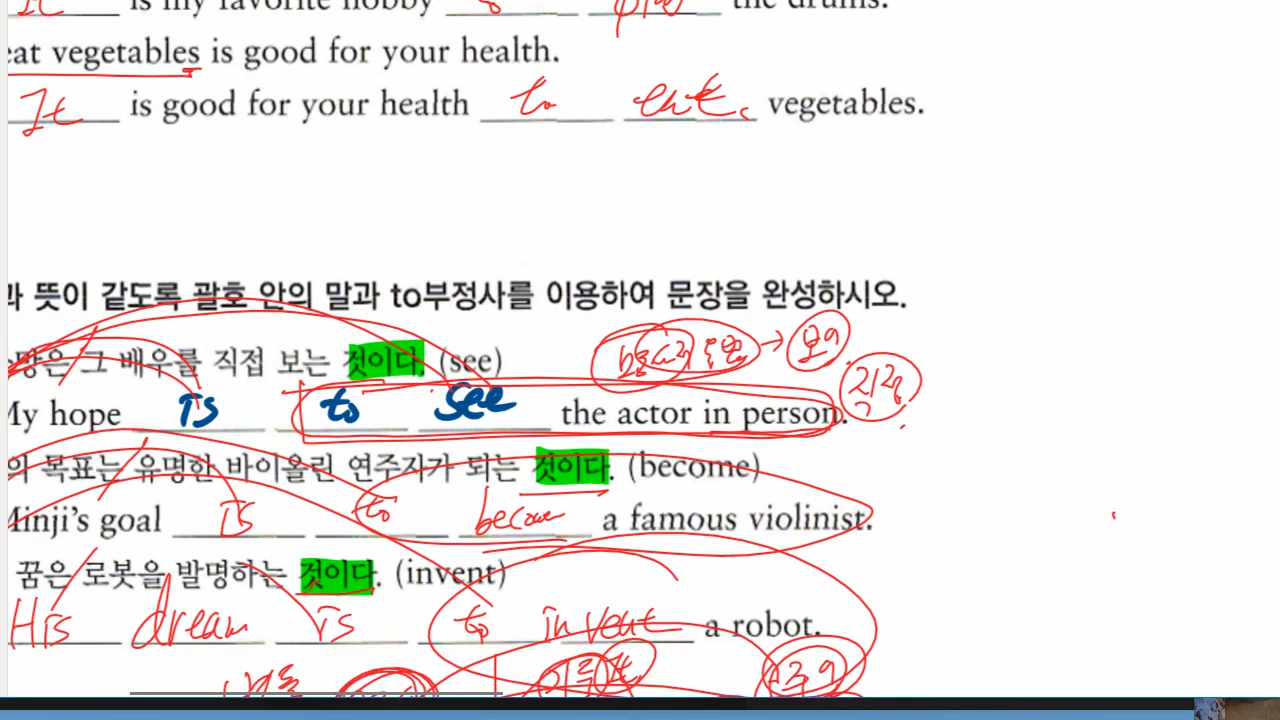 It is my favorite hobby to play the drums.
eat vegetables is good for your health.
It is good for your health to eat vegetables.
과 뜻이 같도록 괄호 안의 말과 to부정사를 이용하여 문장을 완성하시오.
망은 그 배우를 직접 보는 것이다. (see)
My hope is to see the actor in person.
보어
의 목표는 유명한 바이올린 연주자가 되는 것이다. (become)
Minji's goal is to become a famous violinist.
꿈은 로봇을 발명하는 것이다. (invent)
His dream is to invent a robot.
주어